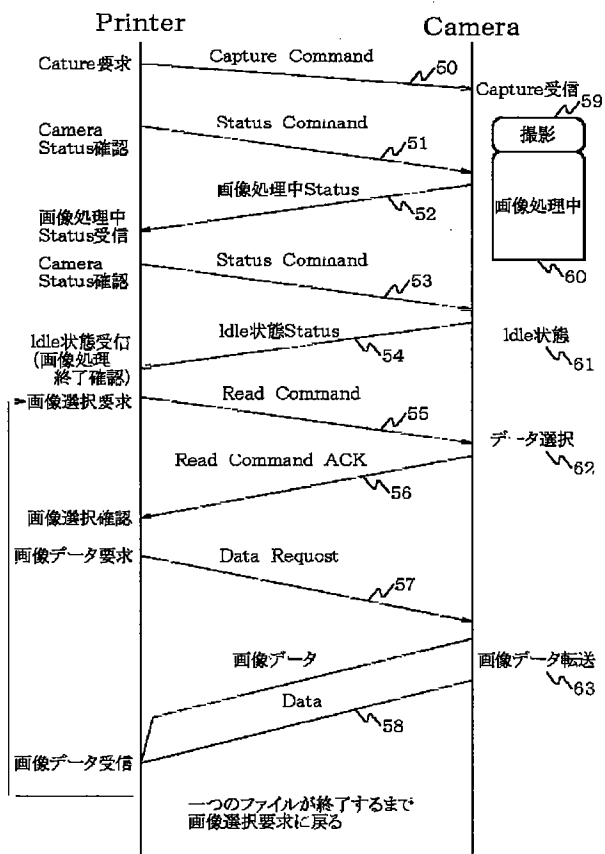 Printer
Camera
Cature要求
Capture Command
50
Capture受信
59
撮影
Camera
Status確認
Status Command
51
画像処理中Status
52
画像処理中
画像処理中
Status受信
60
Camera
Status確認
Status Command
53
Idle状態Status
54
Idle状態
61
Idle状態受信
(画像処理
終了確認)
画像選択要求
Read Command
55
データ選択
62
Read Command ACK
56
画像選択確認
画像データ要求
Data Requost
57
画像データ
画像データ転送
63
Data
58
画像データ受信
一つのファイルが終了するまで
画像選択要求に戻る